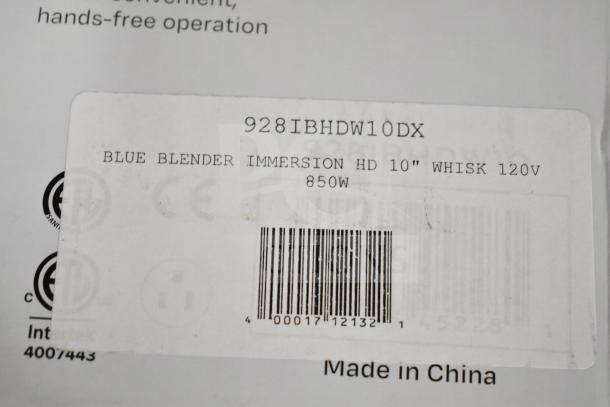 convenient,
hands-free operation
928IBHDW10DX
BLUE BLENDER IMMERSION HD 10" WHISK 120V
850W
4 00017 12132 1
C
Int
4007443
Made in China